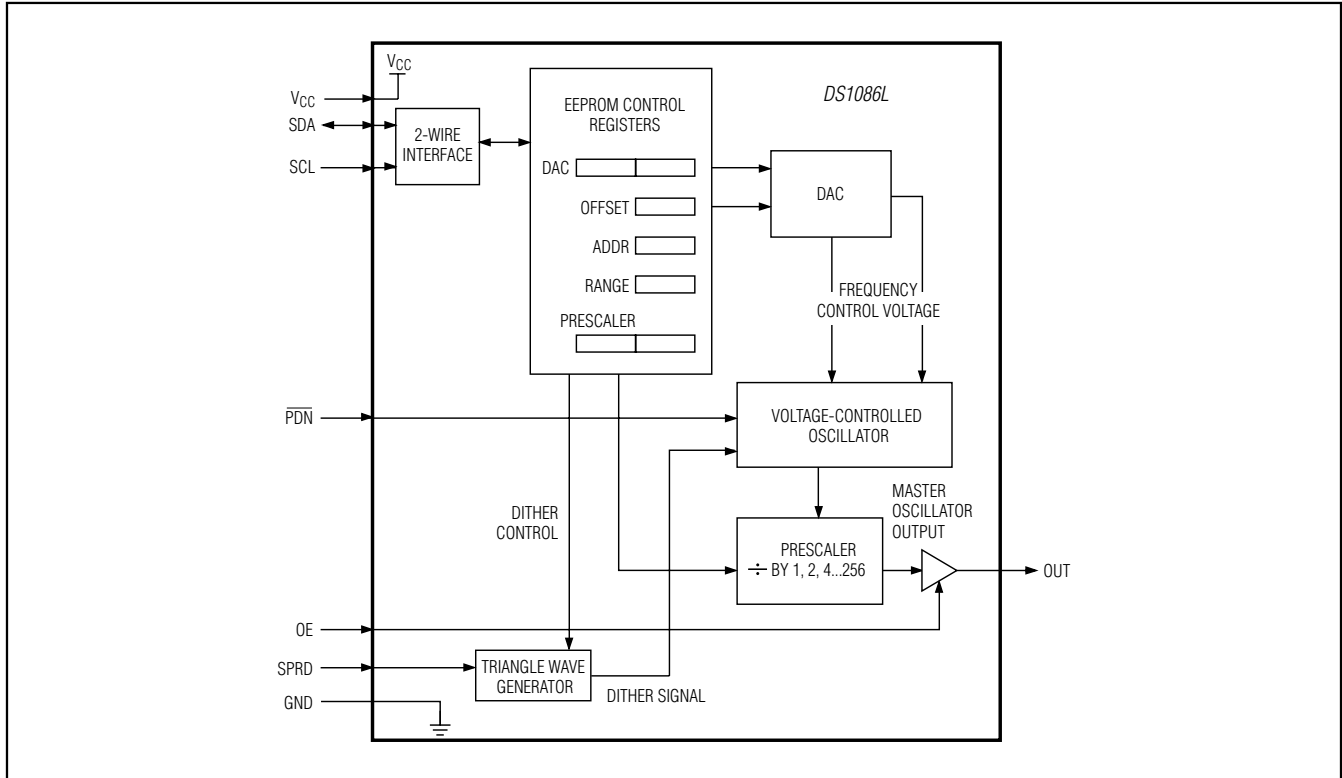 VCC
DS1086L
VCC
SDA
SCL
2-WIRE
INTERFACE
EEPROM CONTROL
REGISTERS
DAC
OFFSET
ADDR
RANGE
PRESCALER
DAC
FREQUENCY
CONTROL VOLTAGE
PDN
VOLTAGE-CONTROLLED
OSCILLATOR
DITHER
CONTROL
MASTER
OSCILLATOR
OUTPUT
PRESCALER
÷ BY 1, 2, 4...256
OUT
OE
SPRD
GND
TRIANGLE WAVE
GENERATOR
DITHER SIGNAL